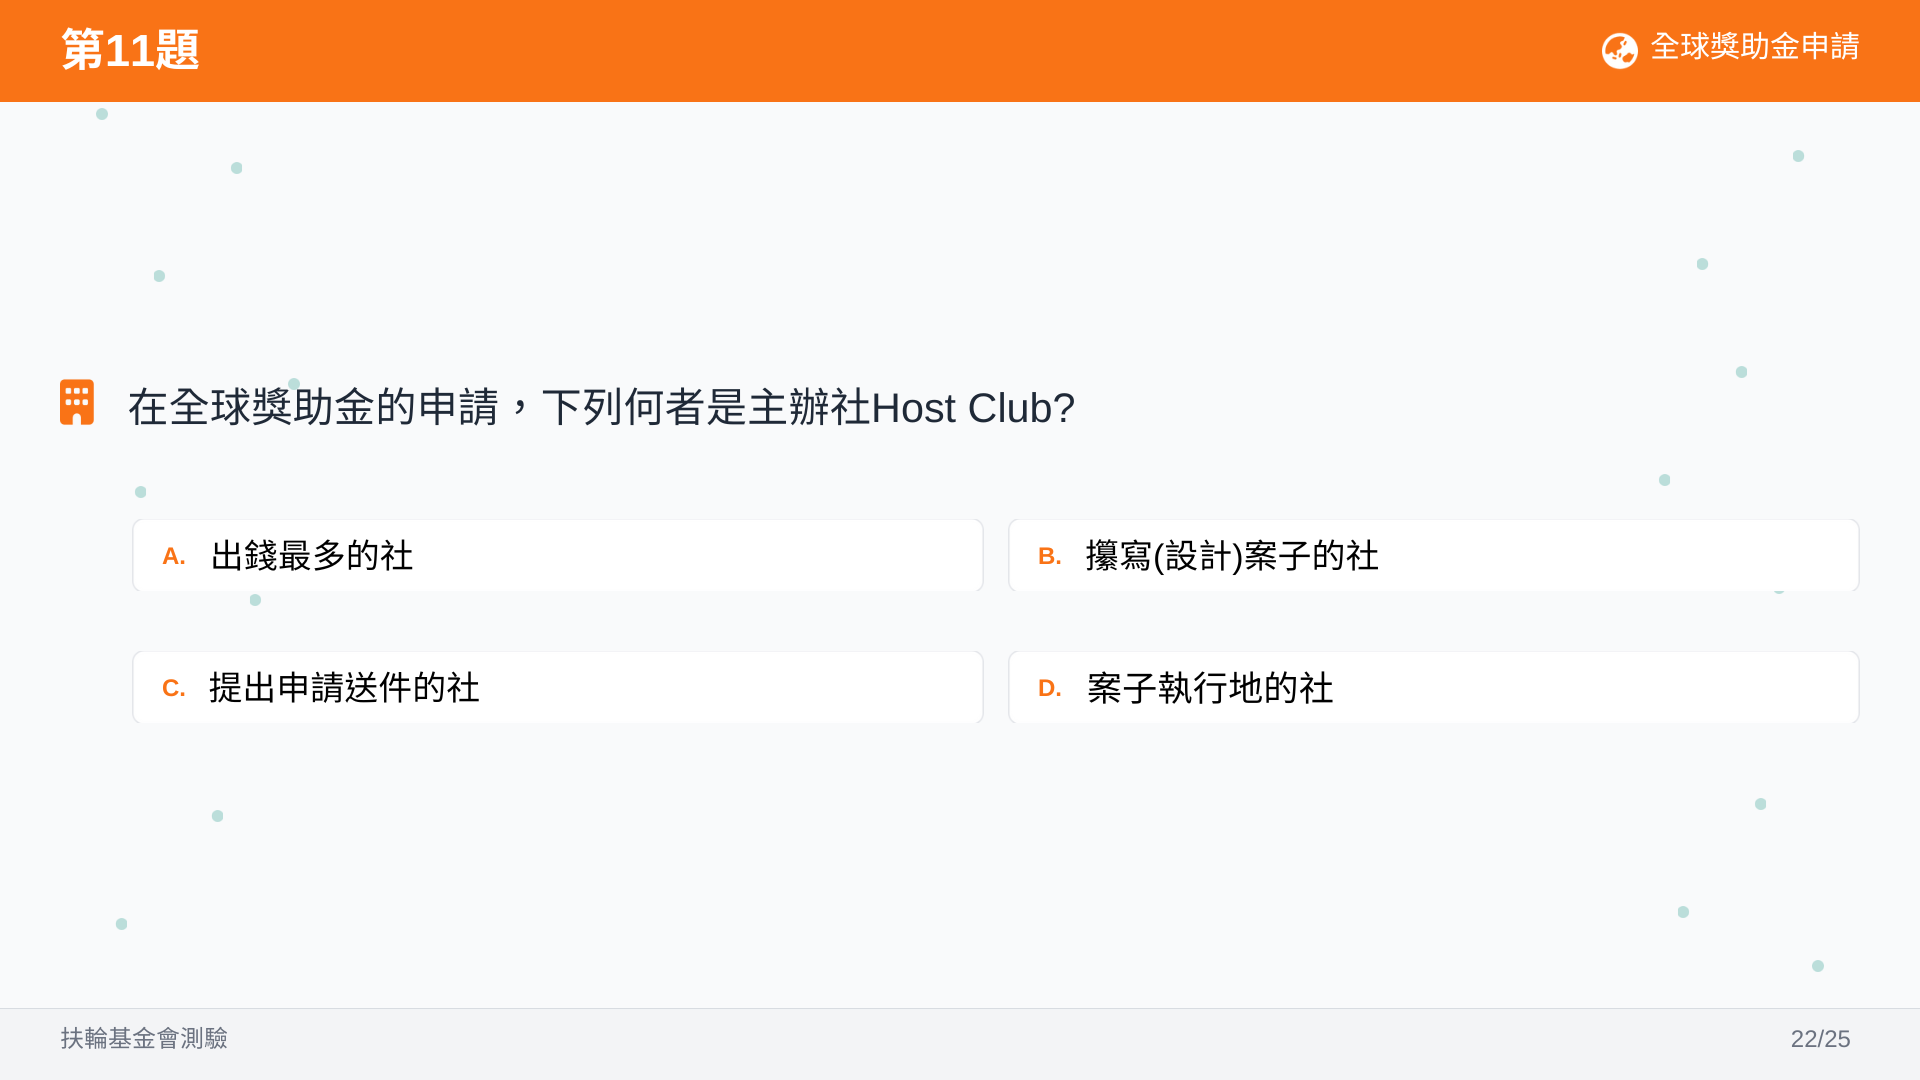 第11題
全球獎助金申請
在全球獎助金的申請，下列何者是主辦社Host Club?
A. 出錢最多的社
B. 攥寫(設計)案子的社
C. 提出申請送件的社
D. 案子執行地的社
扶輪基金會測驗
22/25